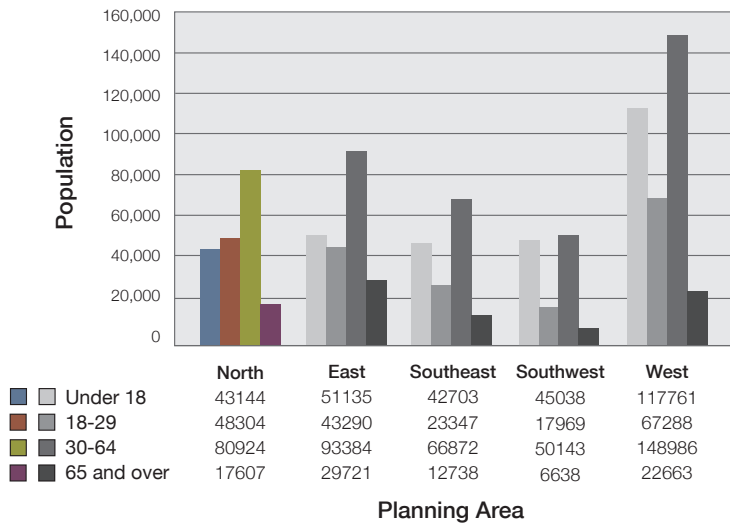 160,000
140,000
120,000
100,000
80,000
60,000
40,000
20,000
0
Population
North East Southeast Southwest West
Under 18 43144 51135 42703 45038 117761
18-29 48304 43290 23347 17969 67288
30-64 80924 93384 66872 50143 148986
65 and over 17607 29721 12738 6638 22663
Planning Area